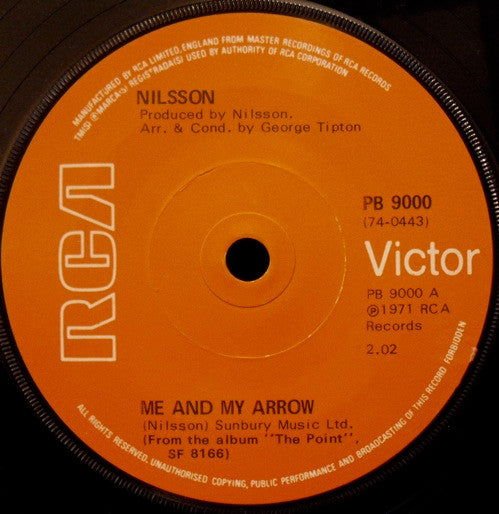 MANUFACTURED BY RCA LIMITED, ENGLAND FROM MASTER RECORDINGS OF RCA RECORDS
TM(S) ® MARCA(S) REGISTRADA(S) USED BY AUTHORITY OF RCA CORPORATION
NILSSON
Produced by Nilsson.
Arr. & Cond. by George Tipton
RCA
PB 9000
(74-0443)
Victor
PB 9000 A
℗1971 RCA
Records
2.02
ME AND MY ARROW
(Nilsson) Sunbury Music Ltd.
(From the album "The Point",
SF 8166)
ALL RIGHTS RESERVED, UNAUTHORISED COPYING, PUBLIC PERFORMANCE AND BROADCASTING OF THIS RECORD FORBIDDEN